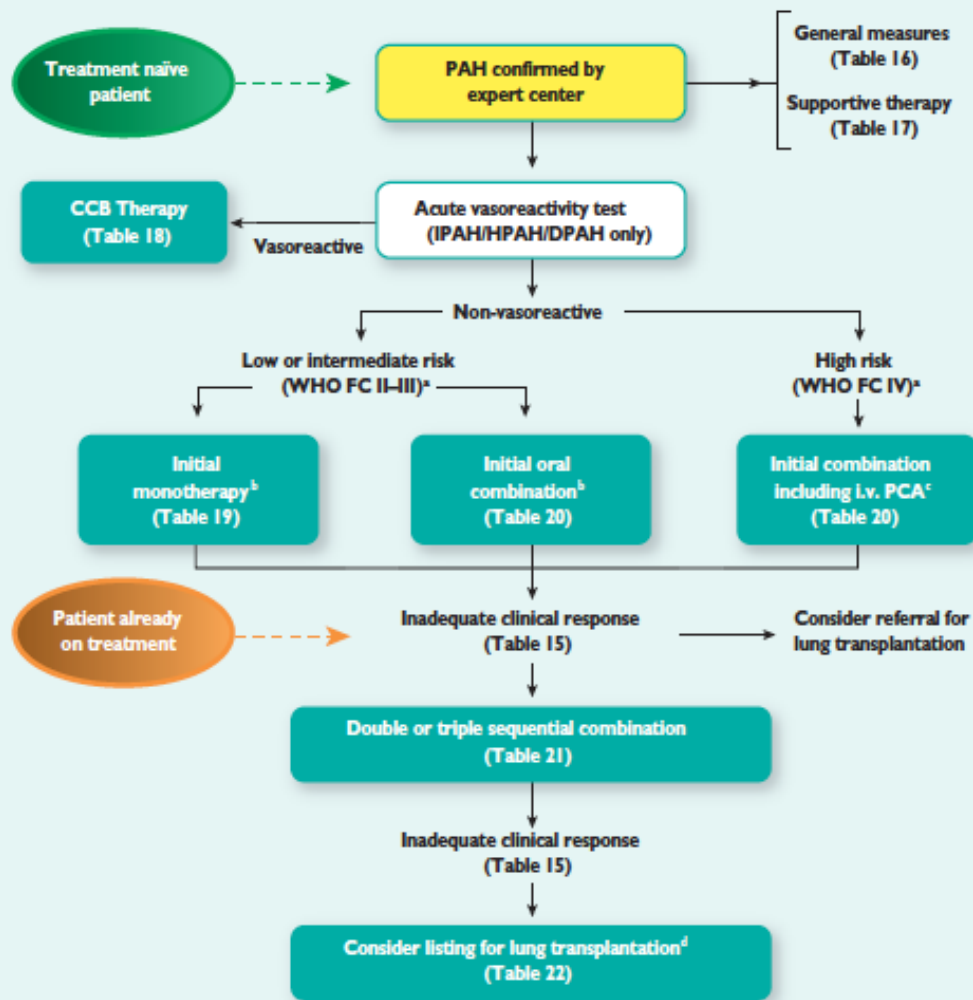 Treatment naïve
patient
PAH confirmed by
expert center
General measures
(Table 16)
Supportive therapy
(Table 17)
CCB Therapy
(Table 18)
Vasoreactive
Acute vasoreactivity test
(IPAH/HPAH/DPAH only)
Non-vasoreactive
Low or intermediate risk
(WHO FC II–III)ᵃ
High risk
(WHO FC IV)ᵃ
Initial
monotherapyᵇ
(Table 19)
Initial oral
combinationᵇ
(Table 20)
Initial combination
including i.v. PCAᶜ
(Table 20)
Patient already
on treatment
Inadequate clinical response
(Table 15)
Consider referral for
lung transplantation
Double or triple sequential combination
(Table 21)
Inadequate clinical response
(Table 15)
Consider listing for lung transplantationᵈ
(Table 22)